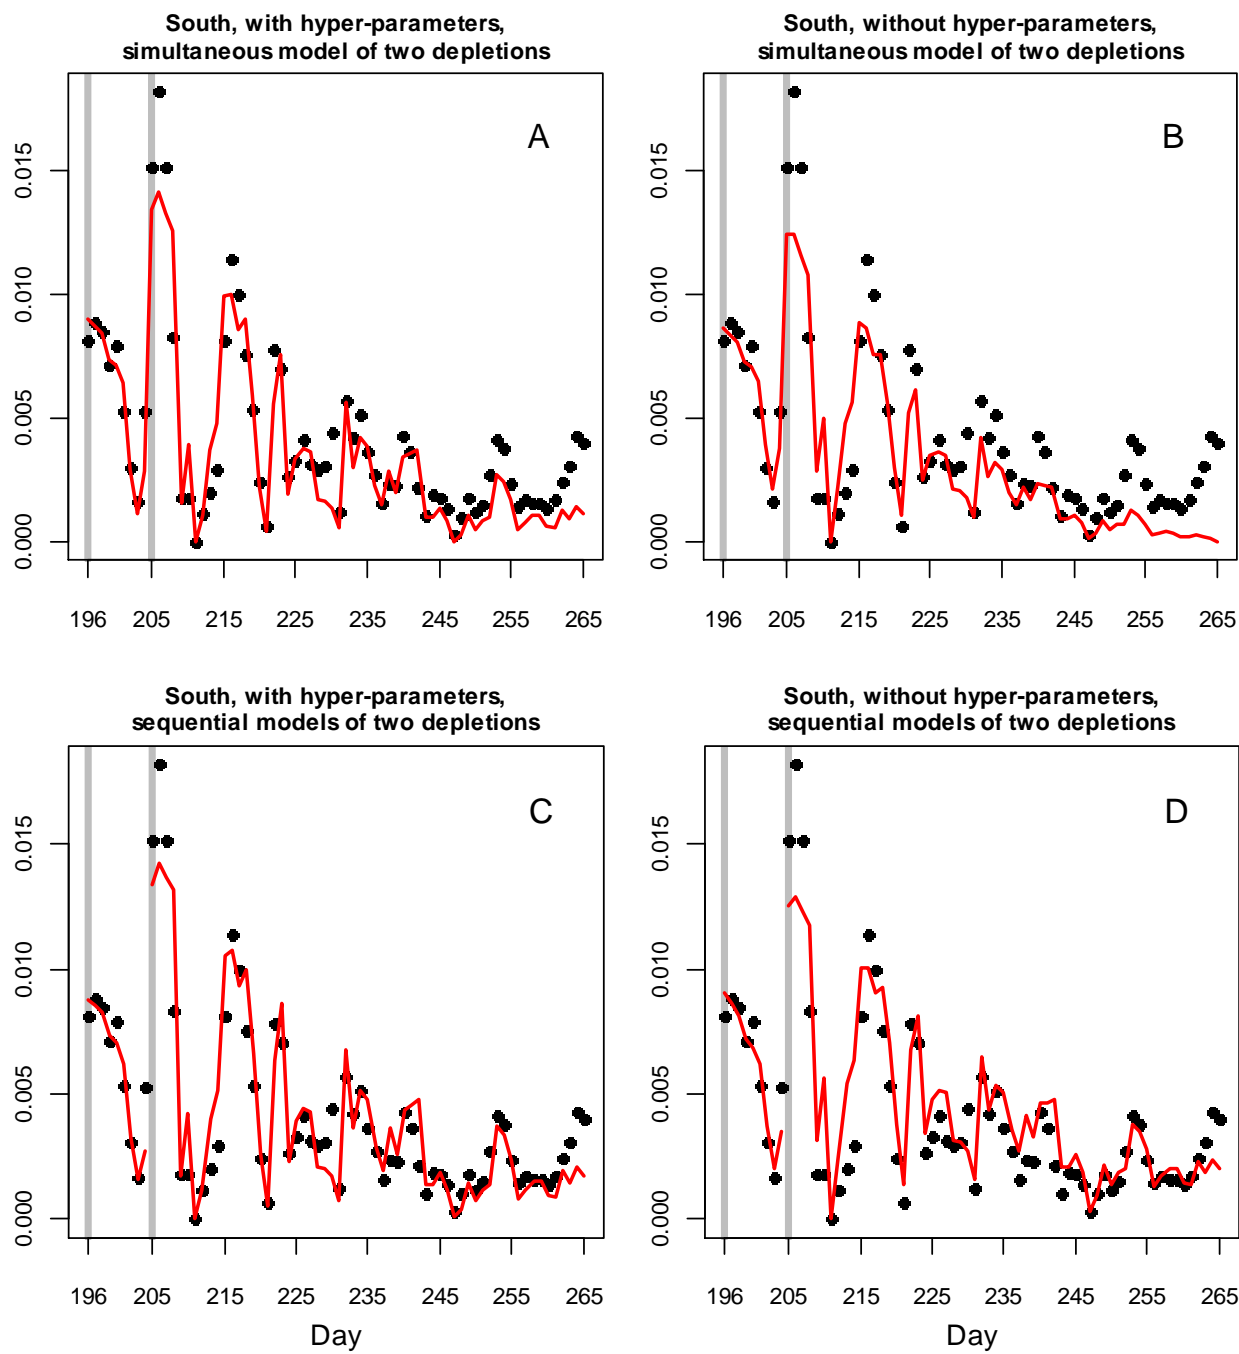 South, with hyper-parameters,
simultaneous model of two depletions
A
0.015
0.010
0.005
0.000
196 205 215 225 235 245 255 265
South, without hyper-parameters,
simultaneous model of two depletions
B
0.015
0.010
0.005
0.000
196 205 215 225 235 245 255 265
South, with hyper-parameters,
sequential models of two depletions
C
0.015
0.010
0.005
0.000
196 205 215 225 235 245 255 265
Day
South, without hyper-parameters,
sequential models of two depletions
D
0.015
0.010
0.005
0.000
196 205 215 225 235 245 255 265
Day